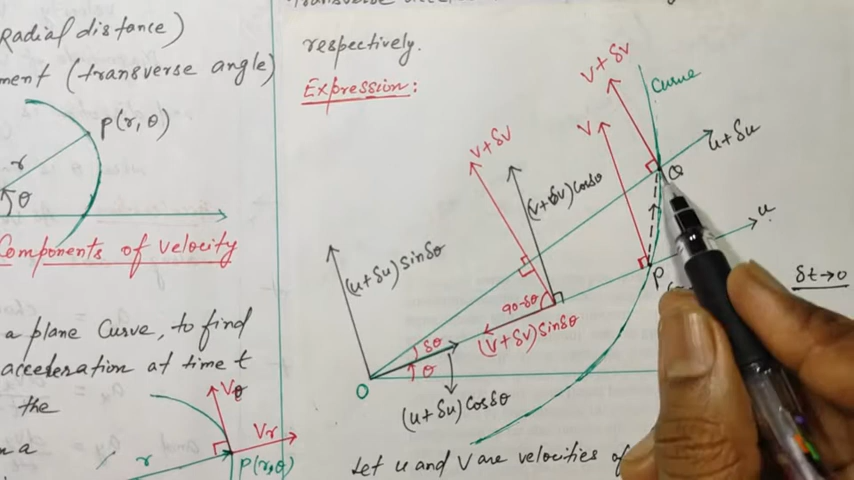 Radial distance)
ment (transverse angle)
P(r, θ)
r
θ
Components of velocity
a plane Curve, to find
acceleration at time t
the
Vθ
Vr
r
P(r,θ)
respectively.
Expression:
V+δV
Curve
V
u+δu
Q
V+δV
(V+δV)cosδθ
u
(u+δu)sinδθ
P
δt→0
90-δθ
(V+δV)sinδθ
δθ
θ
O
(u+δu)cosδθ
Let u and V are velocities of